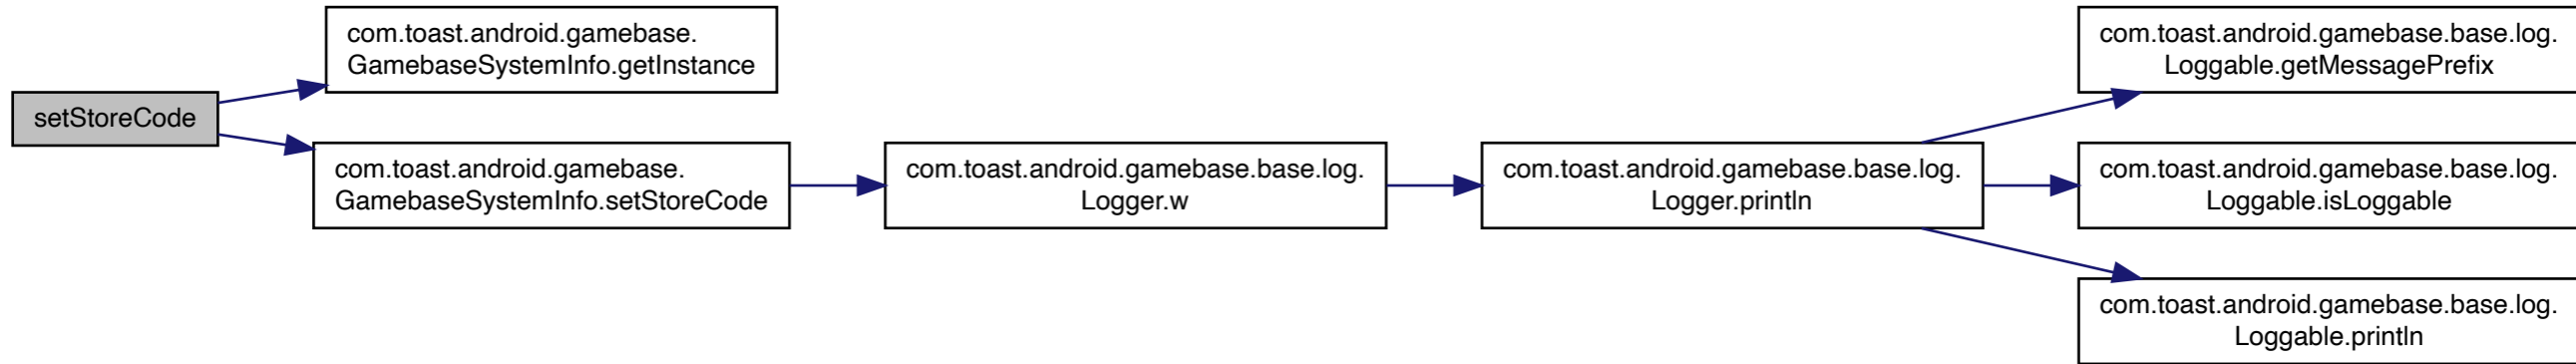 setStoreCode
com.toast.android.gamebase.
GamebaseSystemInfo.getInstance
com.toast.android.gamebase.
GamebaseSystemInfo.setStoreCode
com.toast.android.gamebase.base.log.
Logger.w
com.toast.android.gamebase.base.log.
Logger.println
com.toast.android.gamebase.base.log.
Loggable.getMessagePrefix
com.toast.android.gamebase.base.log.
Loggable.isLoggable
com.toast.android.gamebase.base.log.
Loggable.println